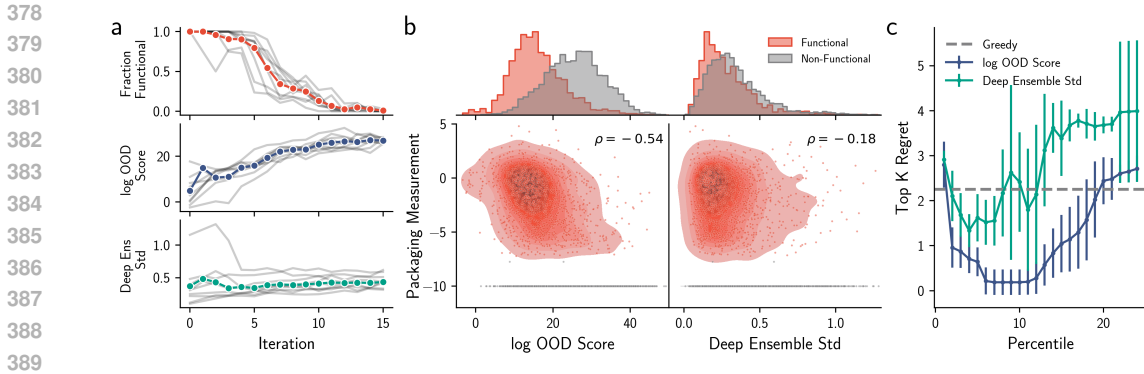 378
379
380
381
382
383
384
385
386
387
388
389
a
Fraction
Functional
1.0
0.5
0.0
log OOD
Score
20
0
Deep Ens
Std
1.0
0.5
0 5 10 15
Iteration
b
Functional
Non-Functional
Packaging Measurement
5
0
−5
−10
ρ = −0.54
ρ = −0.18
0 20 40
log OOD Score
0.0 0.5 1.0
Deep Ensemble Std
c
Greedy
log OOD Score
Deep Ensemble Std
Top K Regret
5
4
3
2
1
0
0 10 20
Percentile